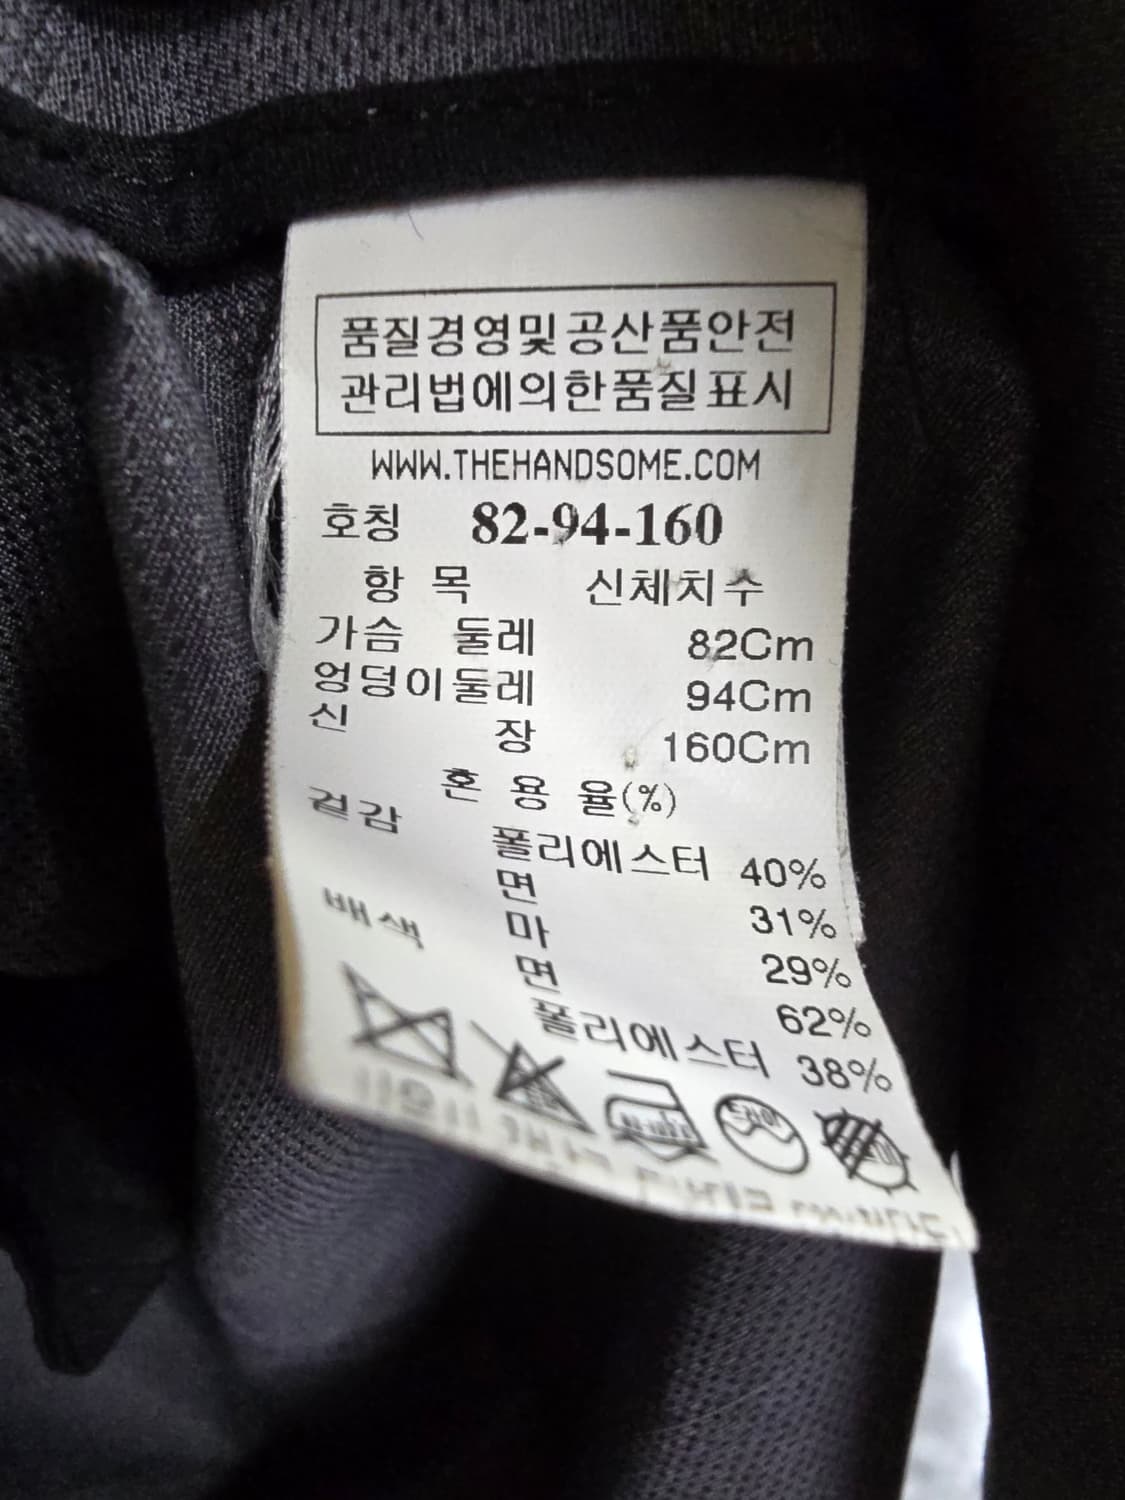 품질경영및공산품안전
관리법에의한품질표시
WWW.THEHANDSOME.COM
호칭 82-94-160
항 목 신체치수
가슴 둘레 82Cm
엉덩이둘레 94Cm
신 장 160Cm
혼 용 율(%)
겉감 폴리에스터 40%
면 31%
마 29%
배색 면 62%
폴리에스터 38%